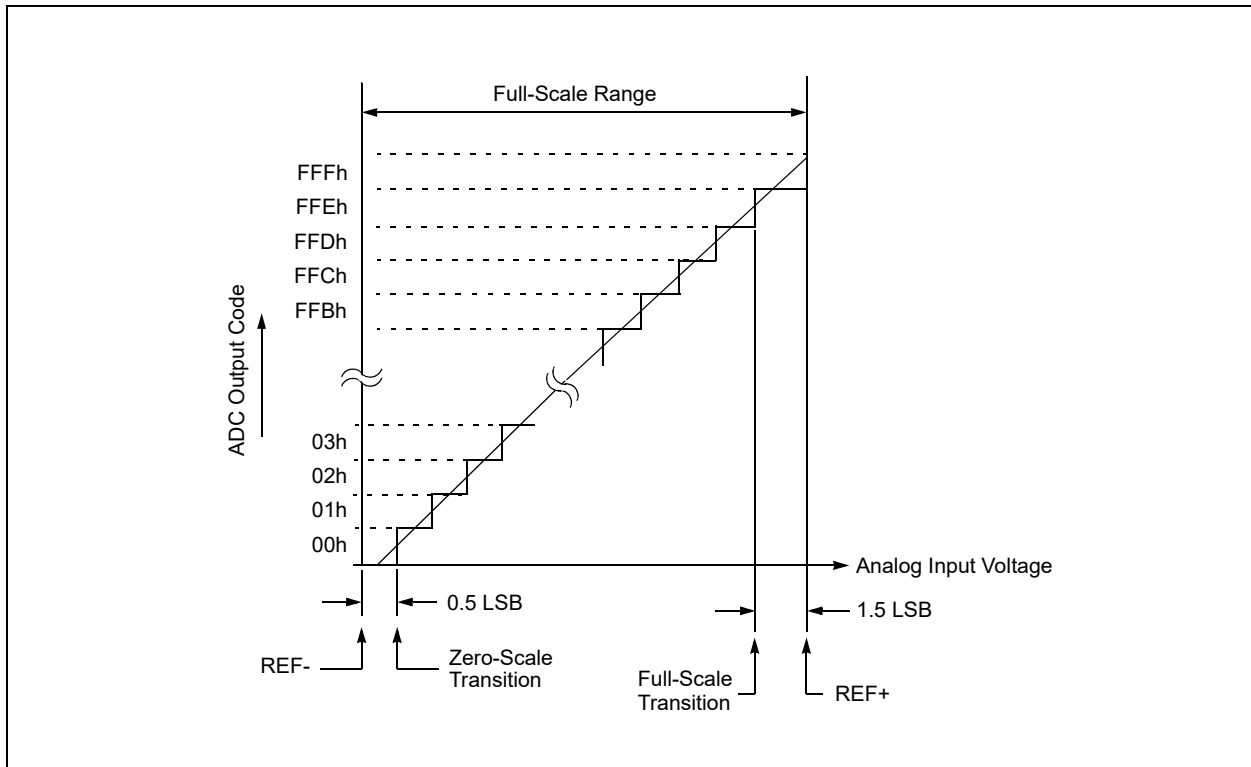 Full-Scale Range
FFFh
FFEh
FFDh
FFCh
FFBh
ADC Output Code
03h
02h
01h
00h
Analog Input Voltage
0.5 LSB
1.5 LSB
REF-
Zero-Scale
Transition
Full-Scale
Transition
REF+